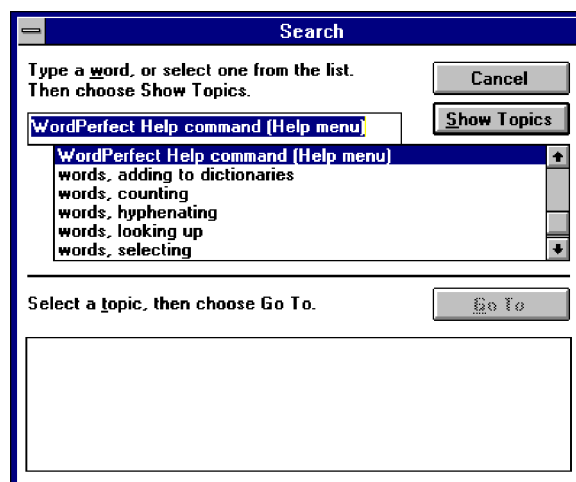 Search
Type a word, or select one from the list.
Then choose Show Topics.
Cancel
Show Topics
WordPerfect Help command (Help menu)
WordPerfect Help command (Help menu)
words, adding to dictionaries
words, counting
words, hyphenating
words, looking up
words, selecting
Select a topic, then choose Go To.
Go To